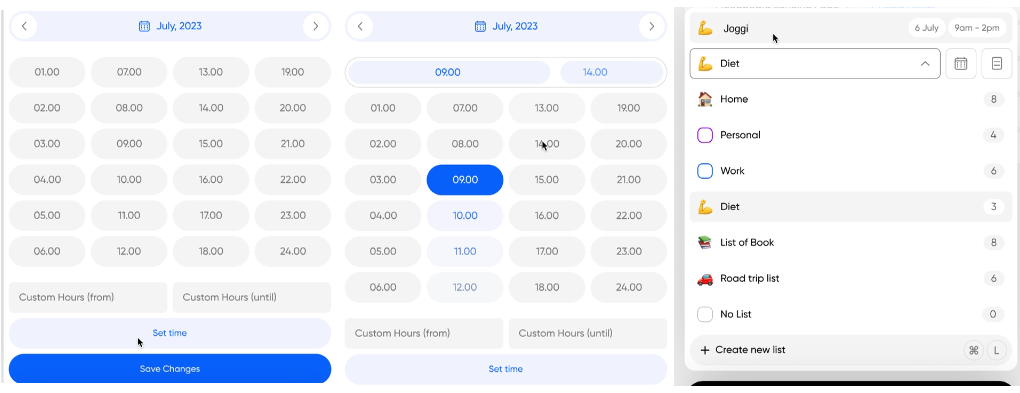 July, 2023
01.00 07.00 13.00 19.00
02.00 08.00 14.00 20.00
03.00 09.00 15.00 21.00
04.00 10.00 16.00 22.00
05.00 11.00 17.00 23.00
06.00 12.00 18.00 24.00
Custom Hours (from) Custom Hours (until)
Set time
Save Changes
July, 2023
09.00 14.00
01.00 07.00 13.00 19.00
02.00 08.00 14.00 20.00
03.00 09.00 15.00 21.00
04.00 10.00 16.00 22.00
05.00 11.00 17.00 23.00
06.00 12.00 18.00 24.00
Custom Hours (from) Custom Hours (until)
Set time
Joggi 6 July 9am - 2pm
Diet
Home 8
Personal 4
Work 6
Diet 3
List of Book 8
Road trip list 6
No List 0
+ Create new list ⌘ L